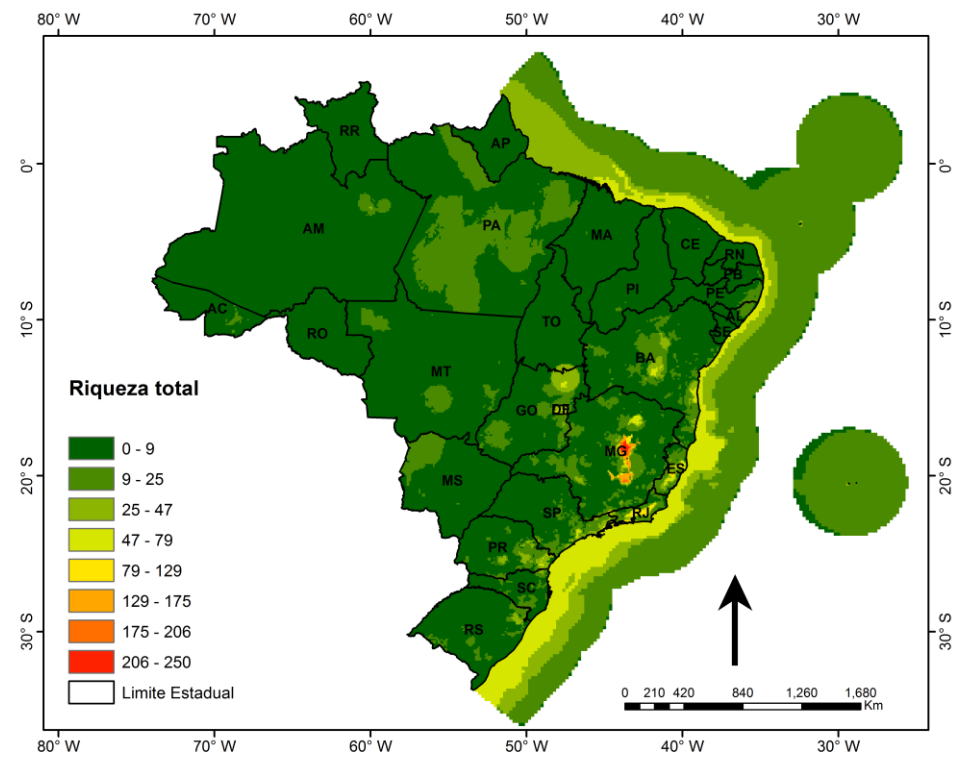 80° W 70° W 60° W 50° W 40° W 30° W
0° 0°
10° S 10° S
20° S 20° S
30° S 30° S
RR
AP
AM
PA
MA
CE
RN
PB
PI
PE
AC
AL
SE
TO
RO
BA
MT
GO
DF
MG
ES
MS
SP
RJ
PR
SC
RS
Riqueza total
0 - 9
9 - 25
25 - 47
47 - 79
79 - 129
129 - 175
175 - 206
206 - 250
Limite Estadual
0 210 420 840 1,260 1,680
Km
80° W 70° W 60° W 50° W 40° W 30° W